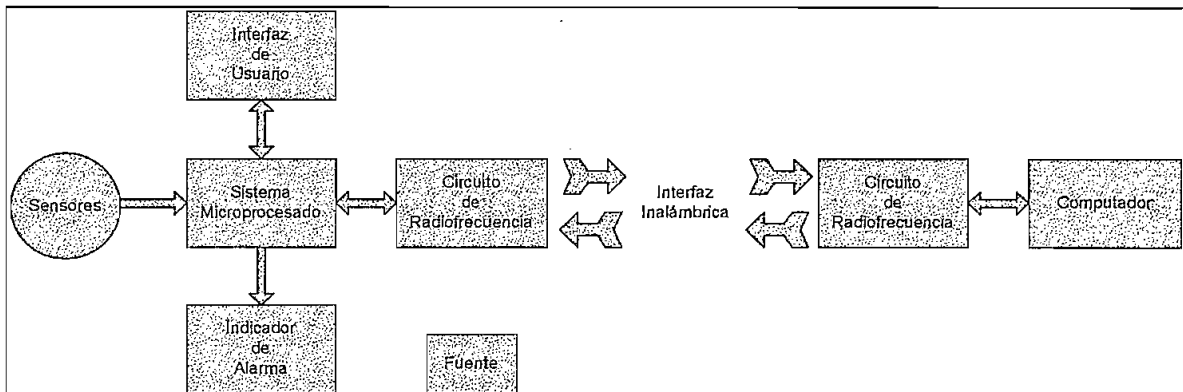 Interfaz
de
Usuario
Sensores
Sistema
Microprocesado
Circuito
de
Radiofrecuencia
Interfaz
Inalámbrica
Circuito
de
Radiofrecuencia
Computador
Indicador
de
Alarma
Fuente